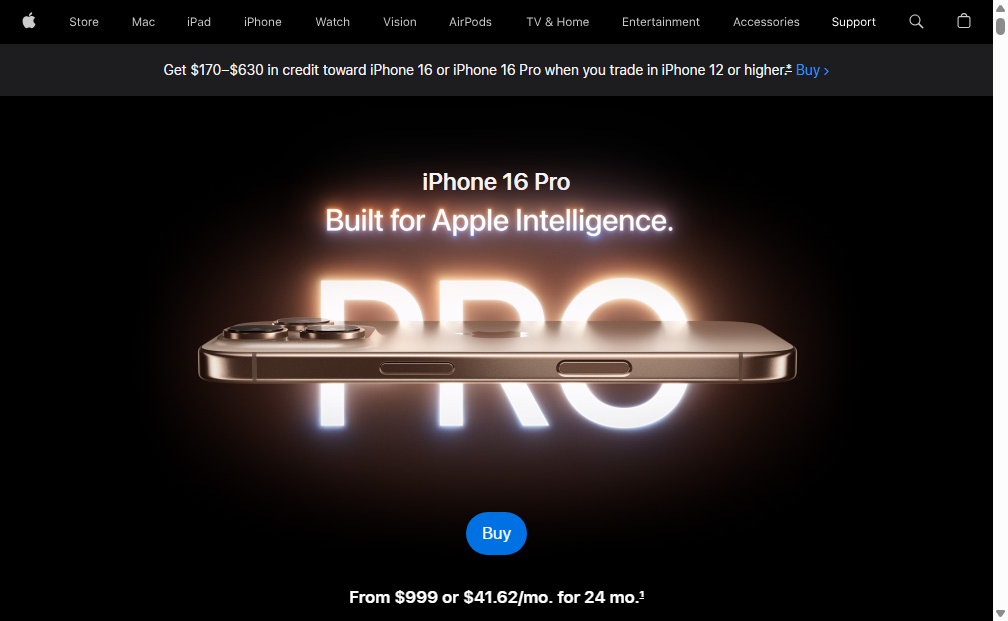 Store Mac iPad iPhone Watch Vision AirPods TV & Home Entertainment Accessories Support
Get $170–$630 in credit toward iPhone 16 or iPhone 16 Pro when you trade in iPhone 12 or higher.* Buy >
iPhone 16 Pro
Built for Apple Intelligence.
PRO
Buy
From $999 or $41.62/mo. for 24 mo.¹